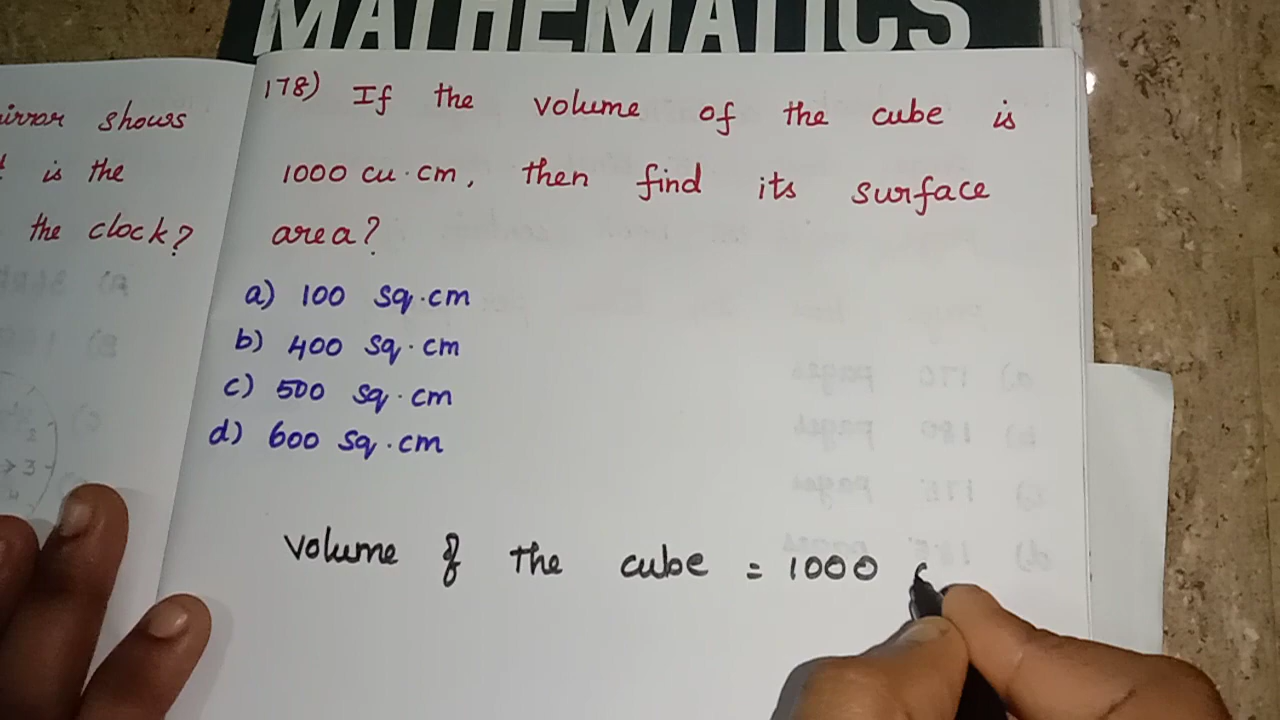 MATHEMATICS
irror shows
is the
the clock?
178) If the volume of the cube is
1000 cu.cm, then find its surface
area?
a) 100 sq.cm
b) 400 sq.cm
c) 500 sq.cm
d) 600 sq.cm
Volume of the cube = 1000